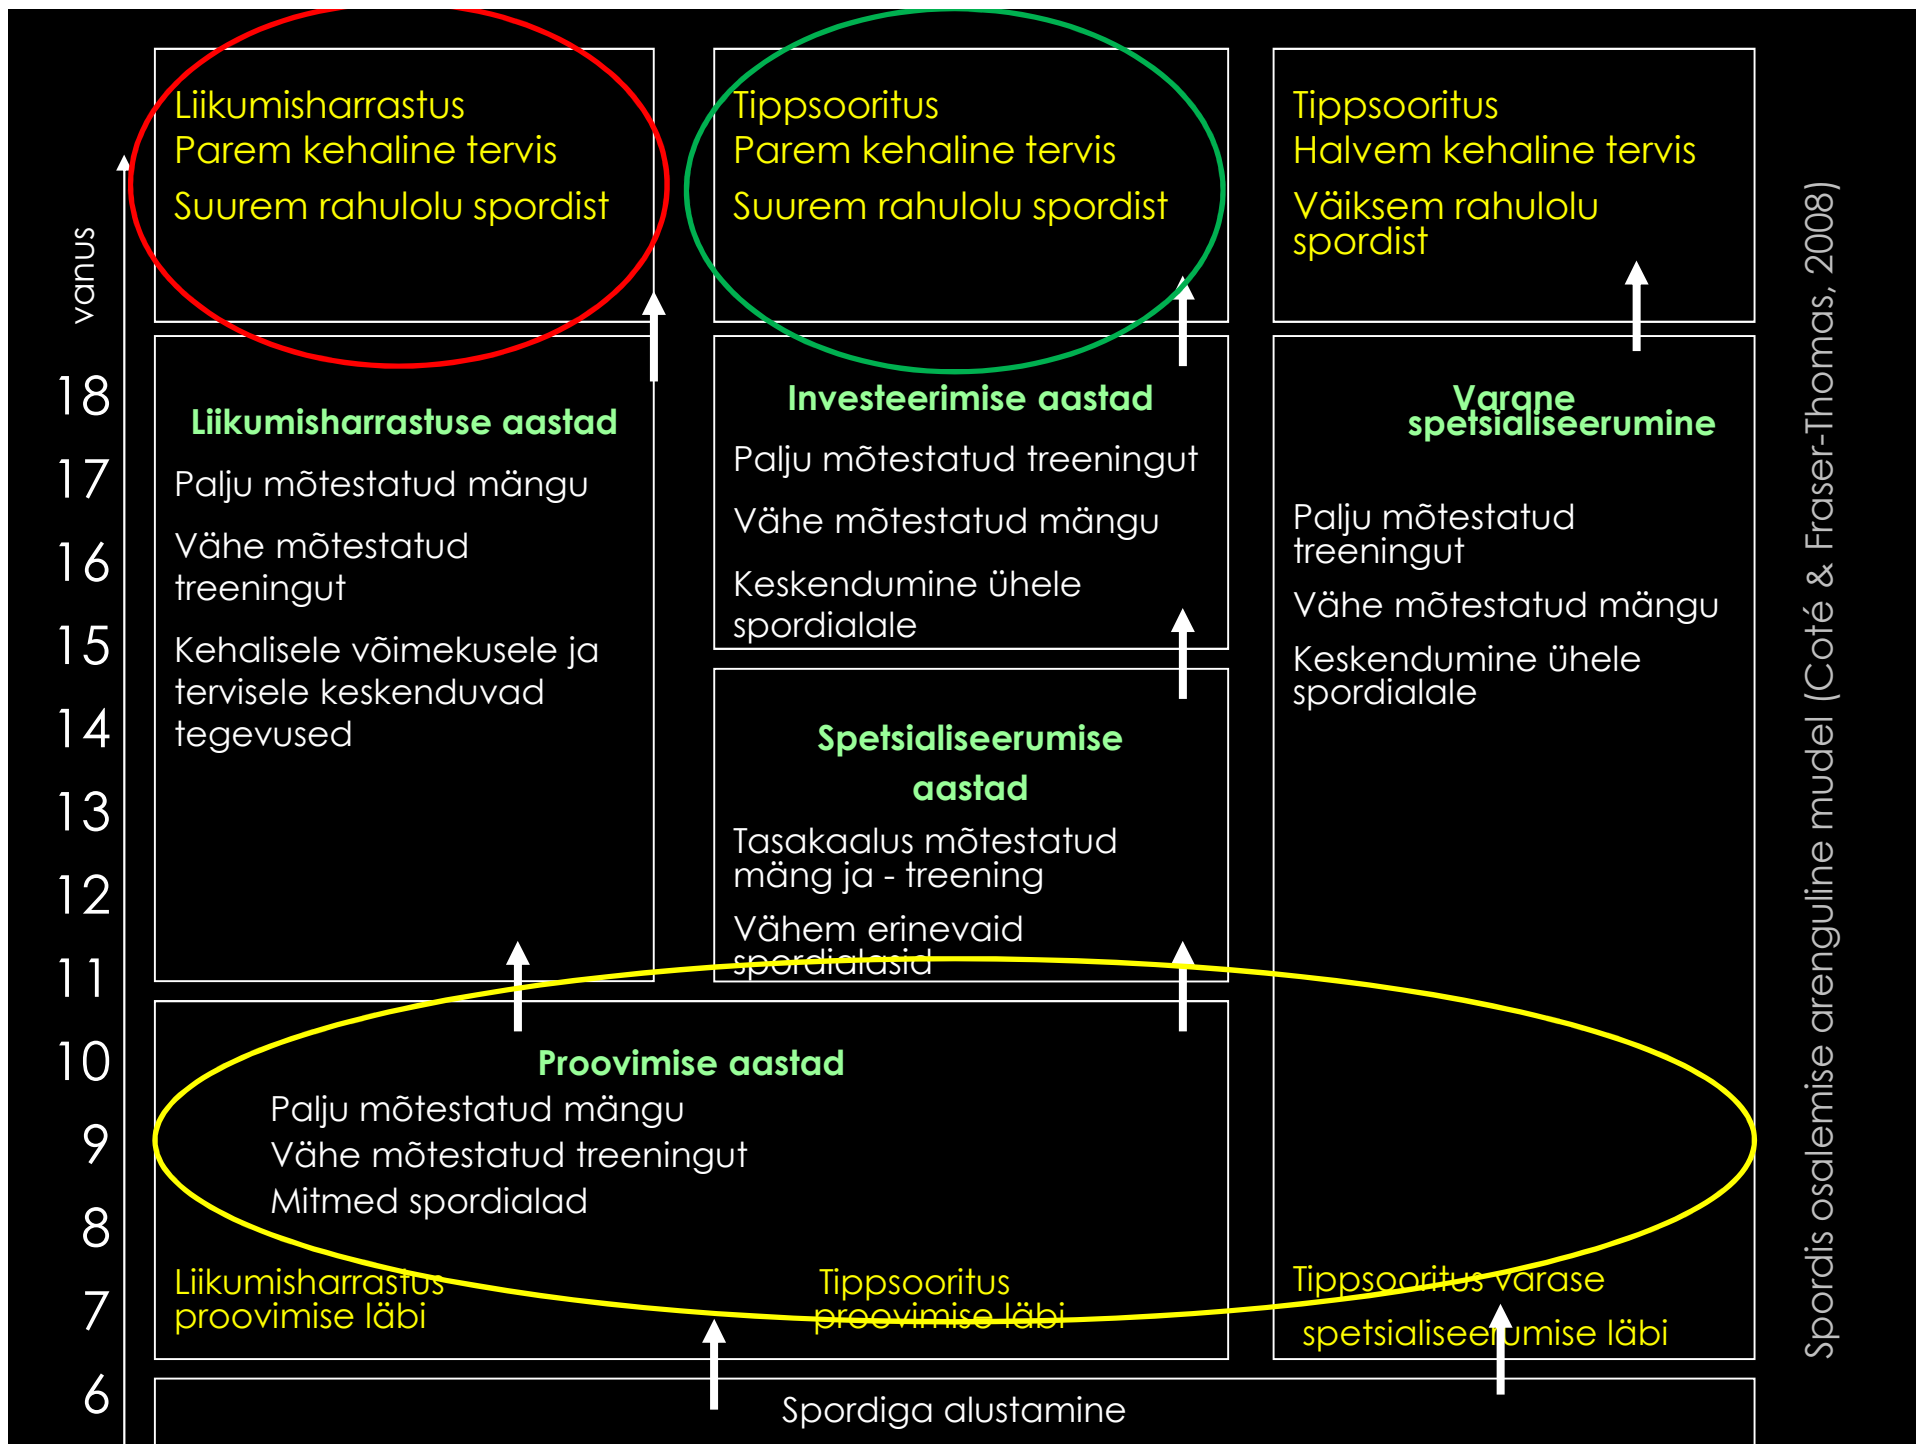 Liikumisharrastus
Parem kehaline tervis
Suurem rahulolu spordist
Tippsooritus
Parem kehaline tervis
Suurem rahulolu spordist
Tippsooritus
Halvem kehaline tervis
Väiksem rahulolu
spordist
vanus
18
17
16
15
14
13
12
11
10
9
8
7
6
Liikumisharrastuse aastad
Palju mõtestatud mängu
Vähe mõtestatud
treeningut
Kehalisele võimekusele ja
tervisele keskenduvad
tegevused
Investeerimise aastad
Palju mõtestatud treeningut
Vähe mõtestatud mängu
Keskendumine ühele
spordialale
Spetsialiseerumise
aastad
Tasakaalus mõtestatud
mäng ja - treening
Vähem erinevaid
spordialasid
Varane
spetsialiseerumine
Palju mõtestatud
treeningut
Vähe mõtestatud mängu
Keskendumine ühele
spordialale
Proovimise aastad
Palju mõtestatud mängu
Vähe mõtestatud treeningut
Mitmed spordialad
Liikumisharrastus
proovimise läbi
Tippsooritus
proovimise läbi
Tippsooritus varase
spetsialiseerumise läbi
Spordiga alustamine
Spordis osalemise arenguline mudel (Coté & Fraser-Thomas, 2008)